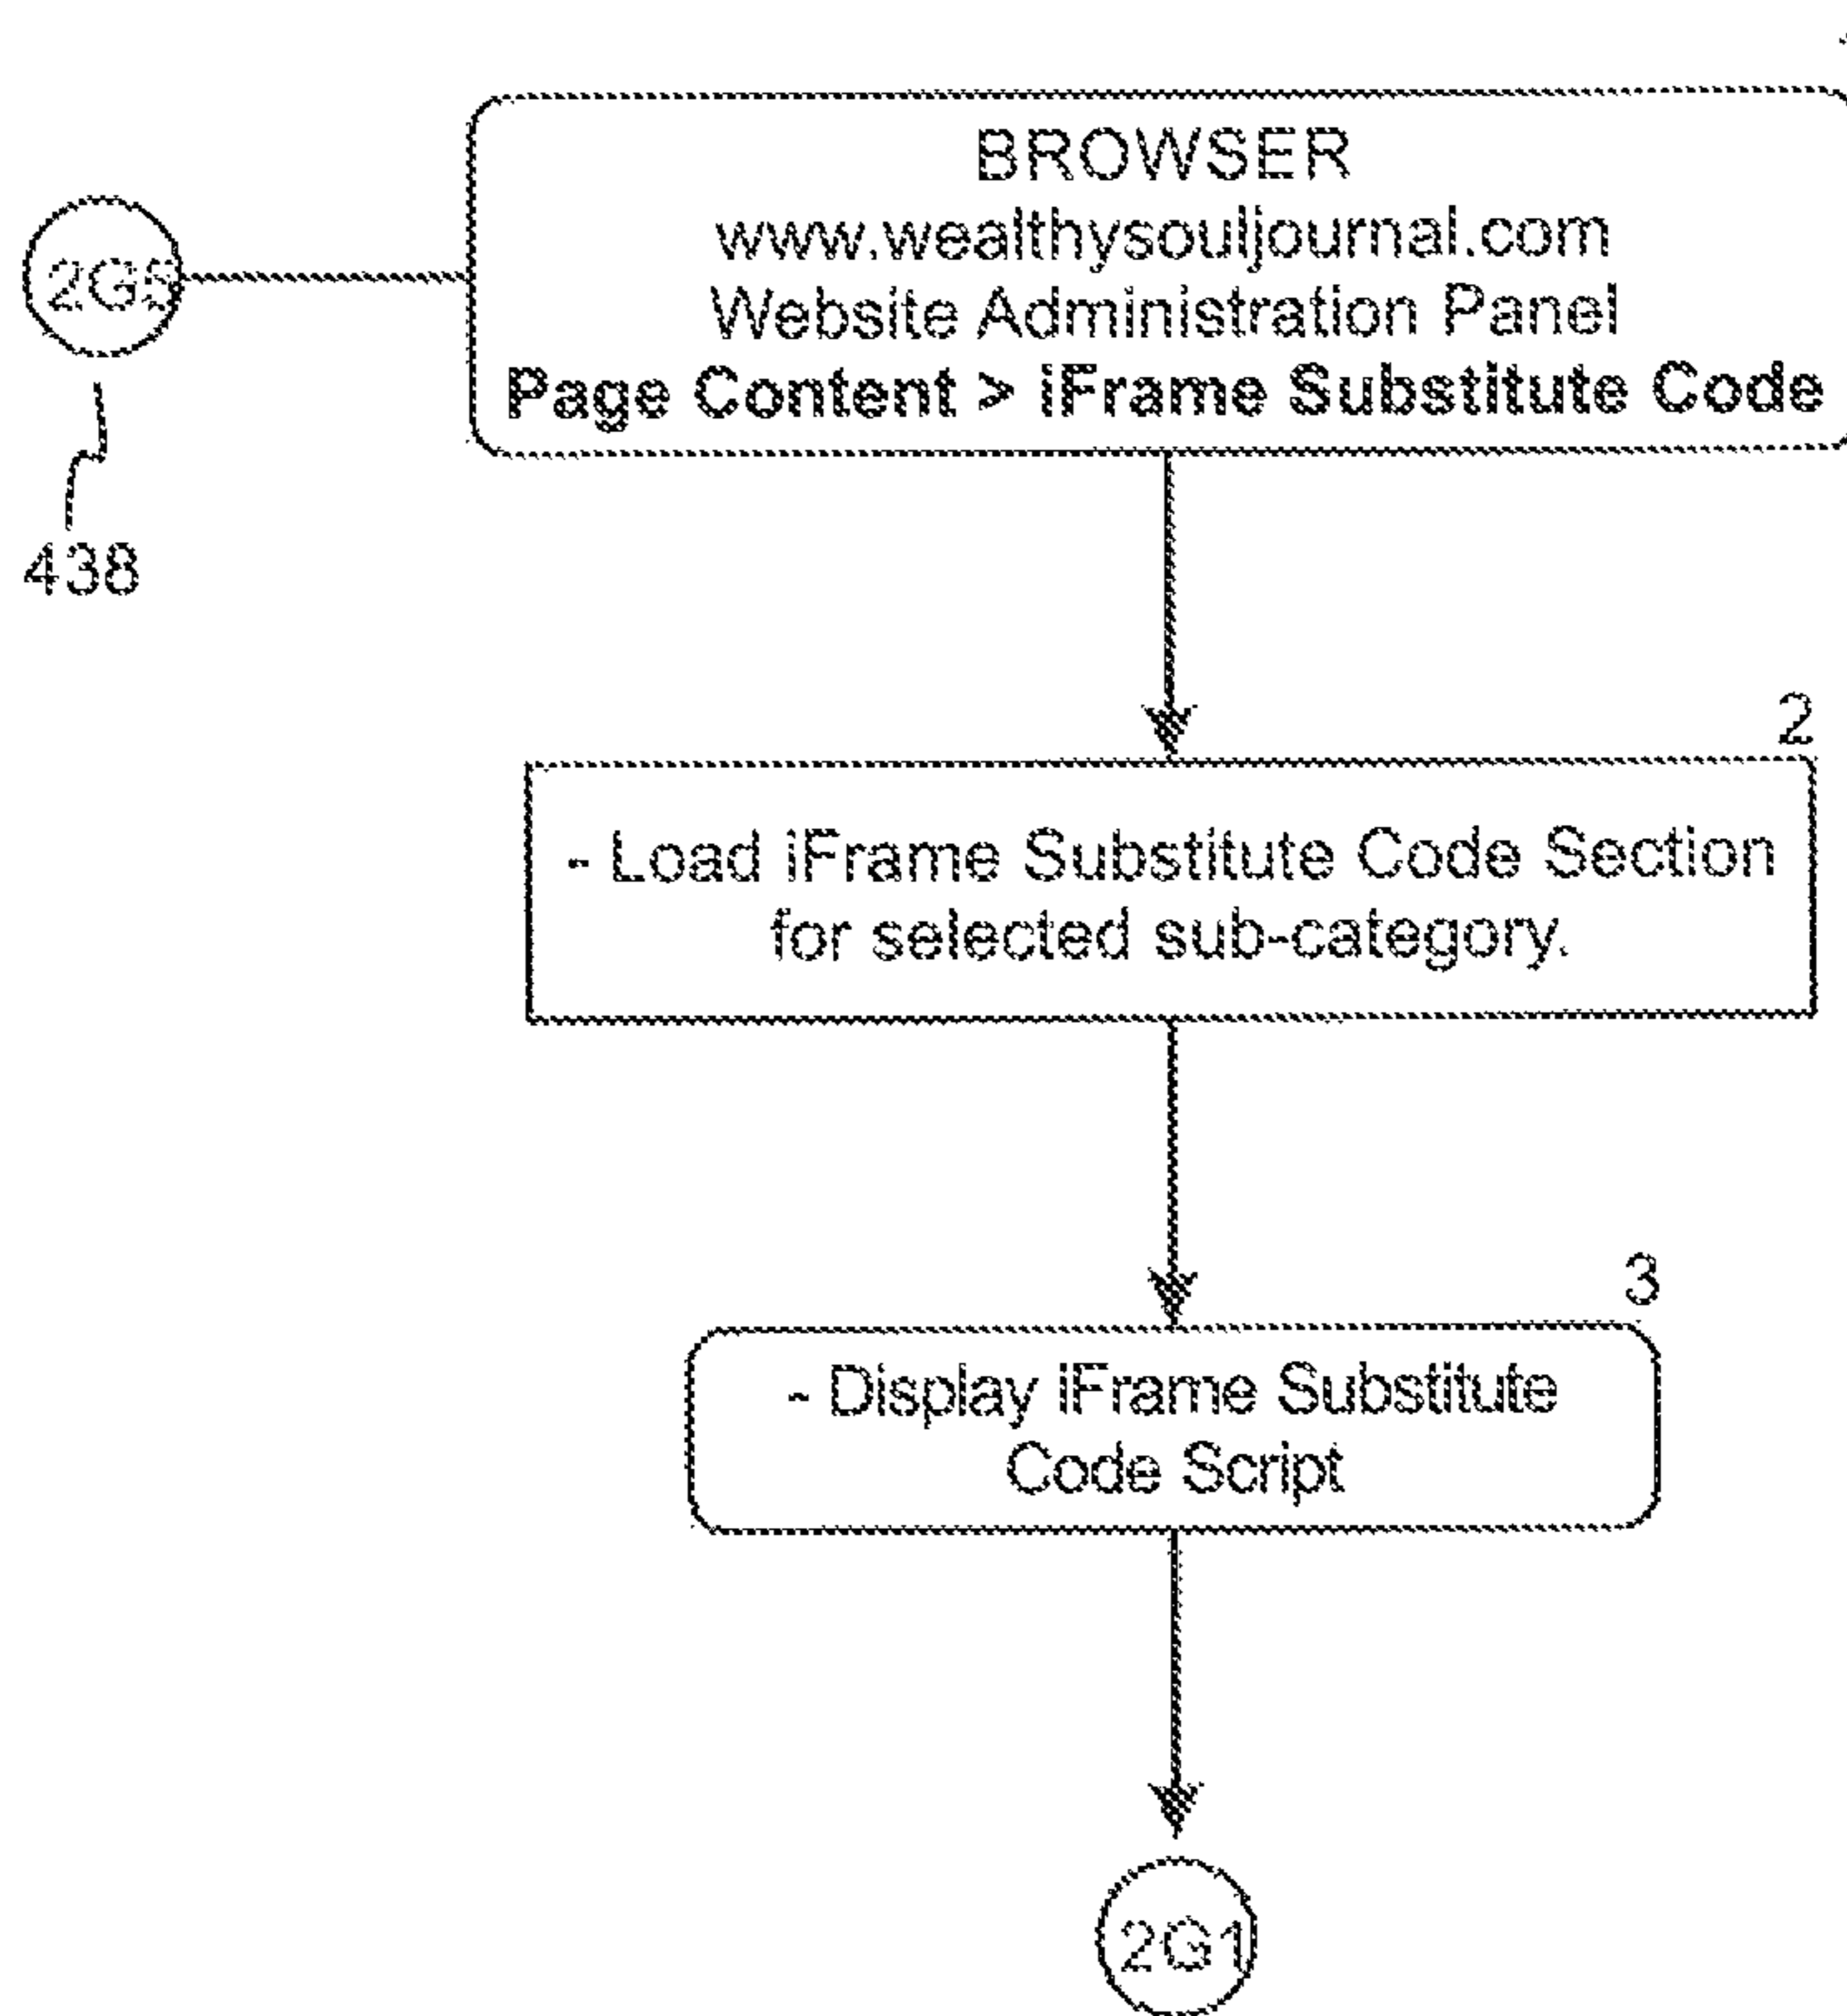 BROWSER
www.wealthysouljournal.com
Website Administration Panel
Page Content > iFrame Substitute Code
438
2
- Load iFrame Substitute Code Section
for selected sub-category.
3
- Display iFrame Substitute
Code Script
2G1